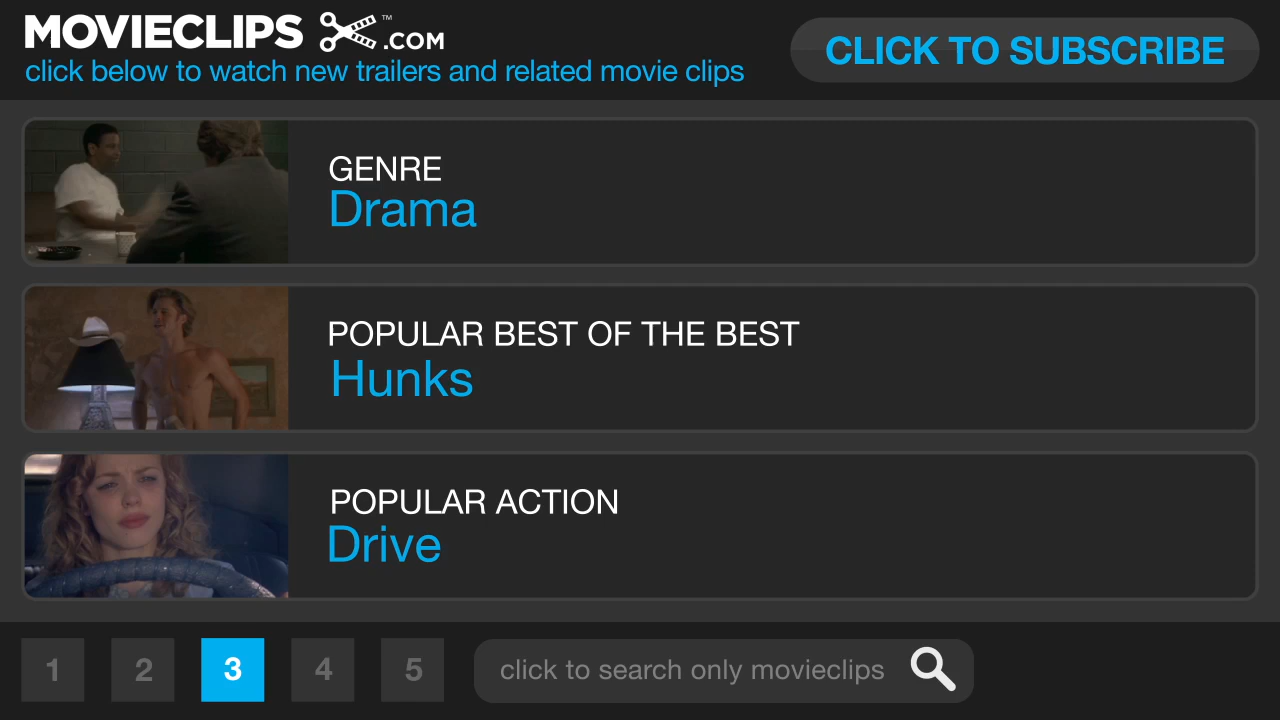 MOVIECLIPS ™ .COM
click below to watch new trailers and related movie clips
CLICK TO SUBSCRIBE
GENRE
Drama
POPULAR BEST OF THE BEST
Hunks
POPULAR ACTION
Drive
1 2 3 4 5
click to search only movieclips